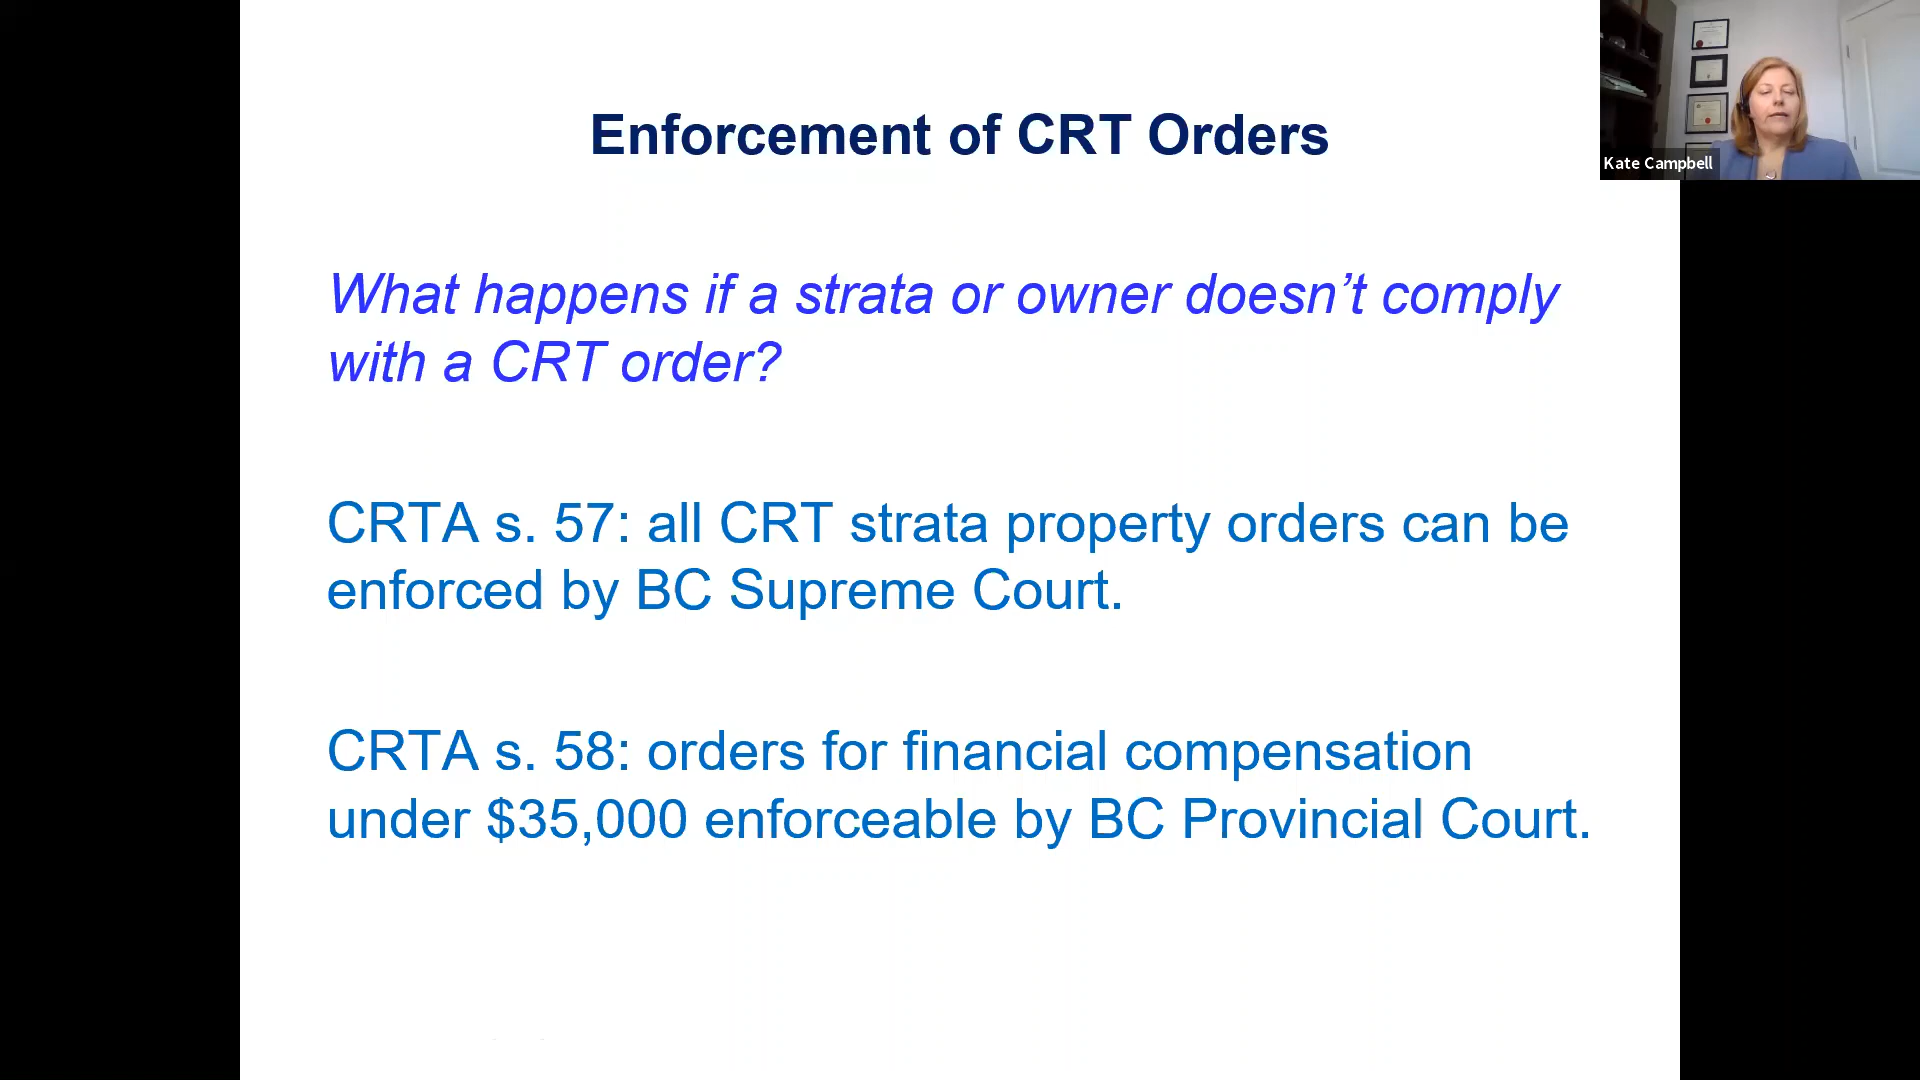 Enforcement of CRT Orders
Kate Campbell
What happens if a strata or owner doesn’t comply
with a CRT order?
CRTA s. 57: all CRT strata property orders can be
enforced by BC Supreme Court.
CRTA s. 58: orders for financial compensation
under $35,000 enforceable by BC Provincial Court.